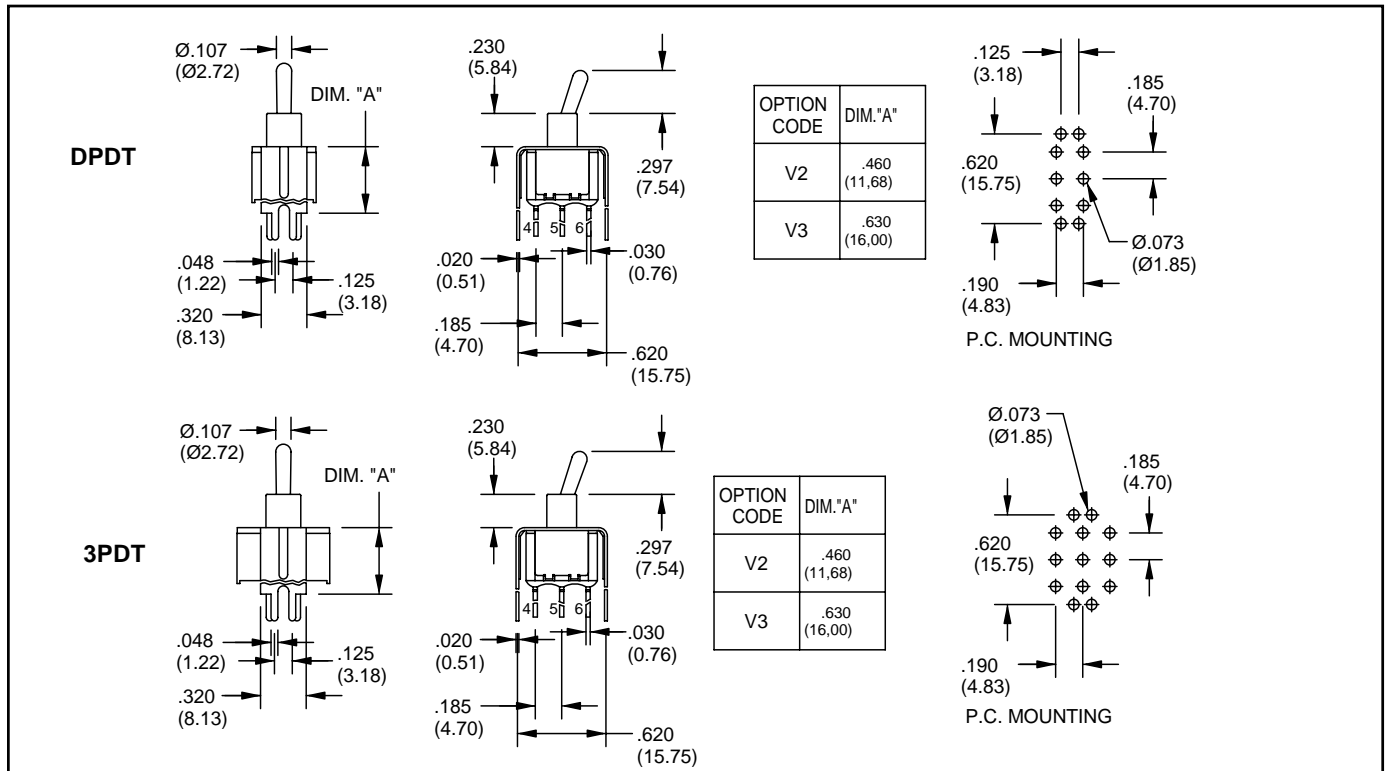 DPDT
Ø.107
(Ø2.72)
DIM. "A"
.048
(1.22)
.125
(3.18)
.320
(8.13)
.230
(5.84)
.297
(7.54)
4 5 6
.020
(0.51)
.030
(0.76)
.185
(4.70)
.620
(15.75)
OPTION CODE DIM."A"
V2 .460 (11,68)
V3 .630 (16,00)
.125
(3.18)
.185
(4.70)
.620
(15.75)
Ø.073
(Ø1.85)
.190
(4.83)
P.C. MOUNTING
3PDT
Ø.107
(Ø2.72)
DIM. "A"
.048
(1.22)
.125
(3.18)
.320
(8.13)
.230
(5.84)
.297
(7.54)
4 5 6
.020
(0.51)
.030
(0.76)
.185
(4.70)
.620
(15.75)
OPTION CODE DIM."A"
V2 .460 (11,68)
V3 .630 (16,00)
Ø.073
(Ø1.85)
.185
(4.70)
.620
(15.75)
.190
(4.83)
P.C. MOUNTING